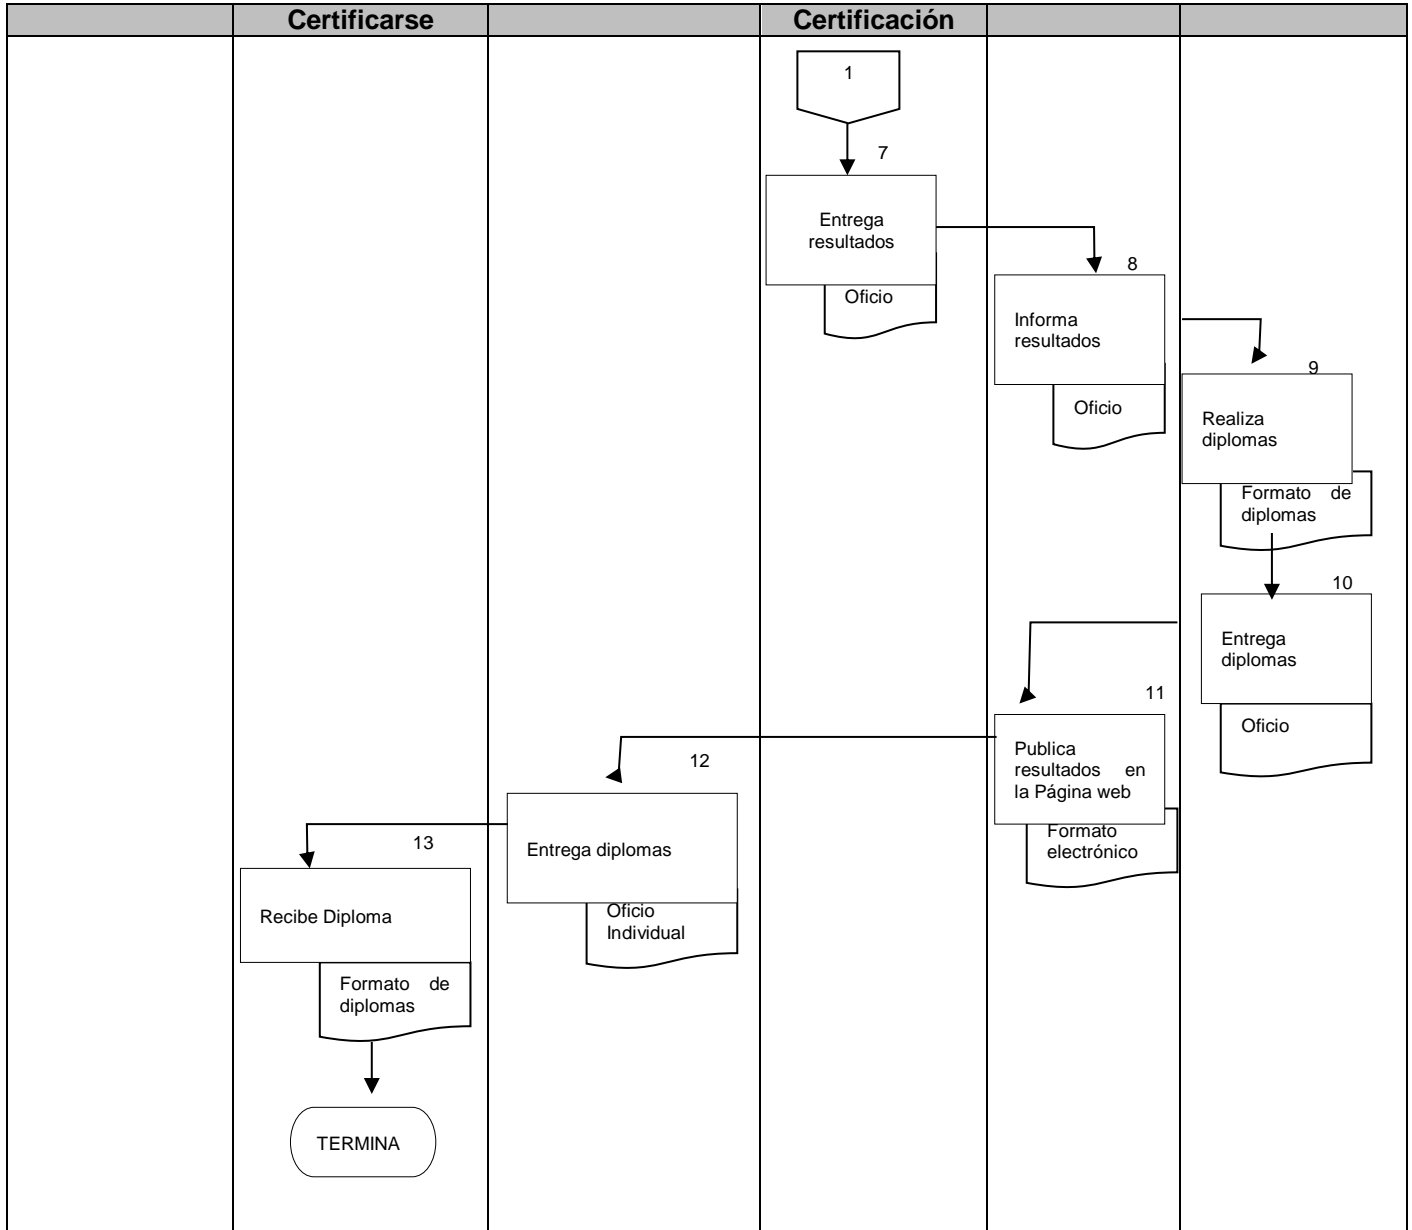 Certificarse
Certificación
1
7
Entrega
resultados
Oficio
8
Informa
resultados
Oficio
9
Realiza
diplomas
Formato de
diplomas
10
Entrega
diplomas
Oficio
11
Publica
resultados en
la Página web
Formato
electrónico
12
Entrega diplomas
Oficio
Individual
13
Recibe Diploma
Formato de
diplomas
TERMINA